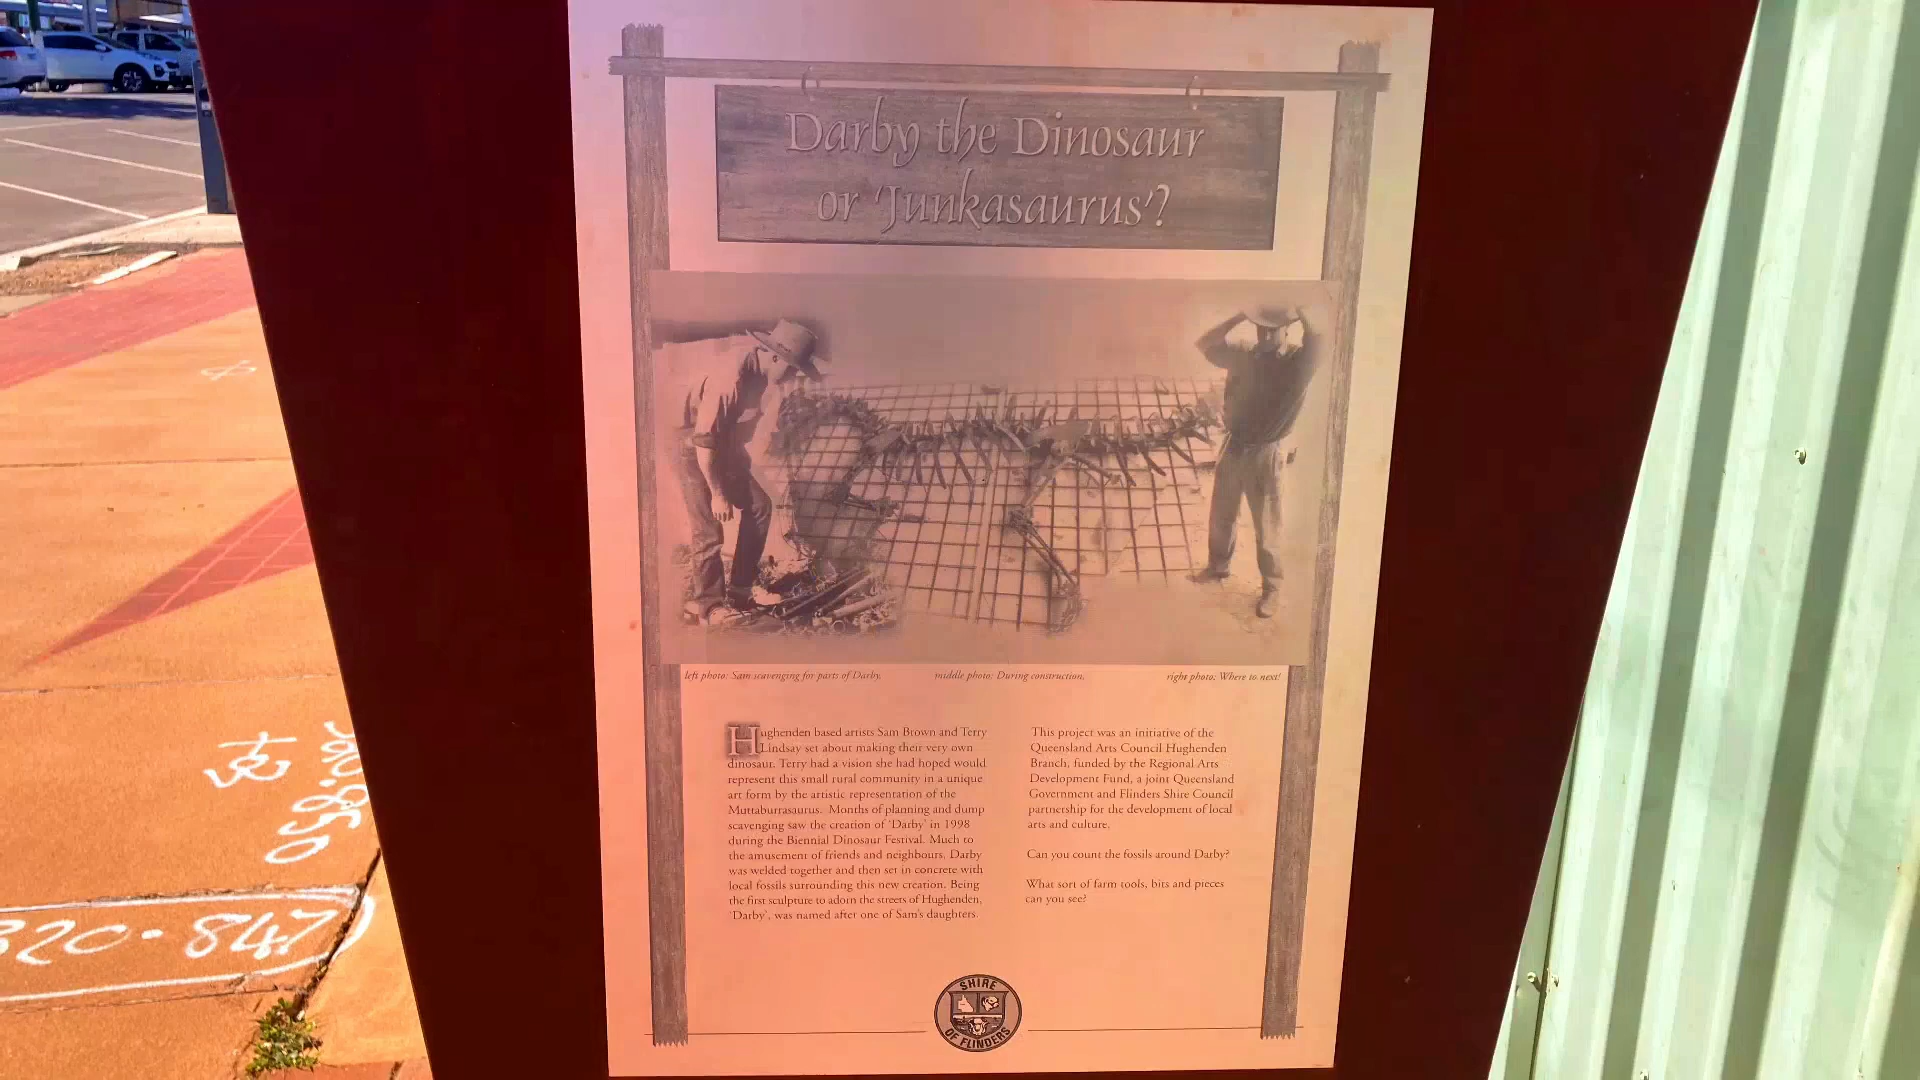 Darby the Dinosaur
or 'Junkasaurus'?
left photo: Sam scavenging for parts of Darby.
middle photo: During construction.
right photo: Where to next!
Hughenden based artists Sam Brown and Terry
Lindsay set about making their very own
dinosaur. Terry had a vision she had hoped would
represent this small rural community in a unique
art form by the artistic representation of the
Muttaburrasaurus. Months of planning and dump
scavenging saw the creation of 'Darby' in 1998
during the Biennial Dinosaur Festival. Much to
the amusement of friends and neighbours, Darby
was welded together and then set in concrete with
local fossils surrounding this new creation. Being
the first sculpture to adorn the streets of Hughenden,
'Darby', was named after one of Sam's daughters.
This project was an initiative of the
Queensland Arts Council Hughenden
Branch, funded by the Regional Arts
Development Fund, a joint Queensland
Government and Flinders Shire Council
partnership for the development of local
arts and culture.
Can you count the fossils around Darby?
What sort of farm tools, bits and pieces
can you see?
SHIRE
OF FLINDERS
320.847